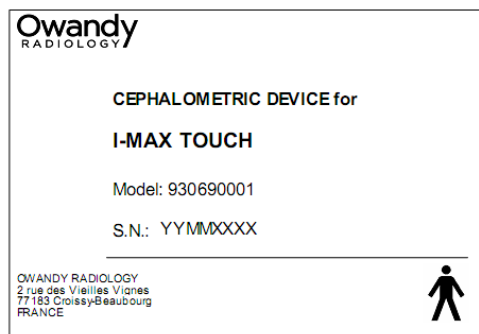 Owandy
RADIOLOGY
CEPHALOMETRIC DEVICE for
I-MAX TOUCH
Model: 930690001
S.N.: YYMMXXXX
OWANDY RADIOLOGY
2 rue des Vieilles Vignes
77183 Croissy-Beaubourg
FRANCE